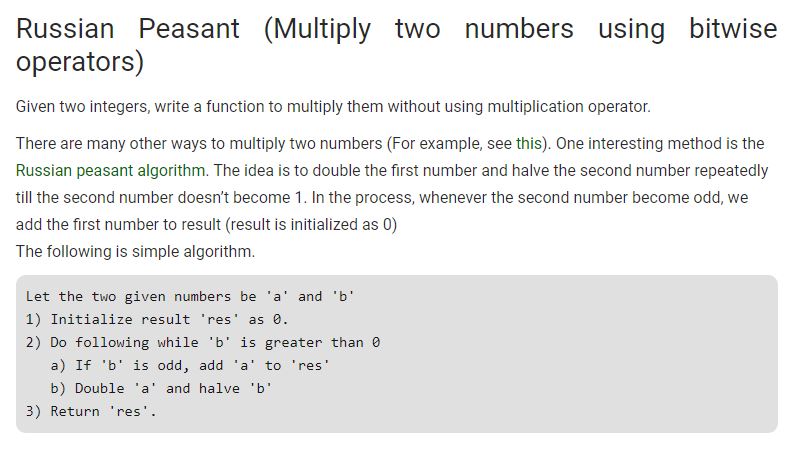 Russian Peasant (Multiply two numbers using bitwise
operators)
Given two integers, write a function to multiply them without using multiplication operator.
There are many other ways to multiply two numbers (For example, see this). One interesting method is the
Russian peasant algorithm. The idea is to double the first number and halve the second number repeatedly
till the second number doesn’t become 1. In the process, whenever the second number become odd, we
add the first number to result (result is initialized as 0)
The following is simple algorithm.
Let the two given numbers be 'a' and 'b'
1) Initialize result 'res' as 0.
2) Do following while 'b' is greater than 0
a) If 'b' is odd, add 'a' to 'res'
b) Double 'a' and halve 'b'
3) Return 'res'.